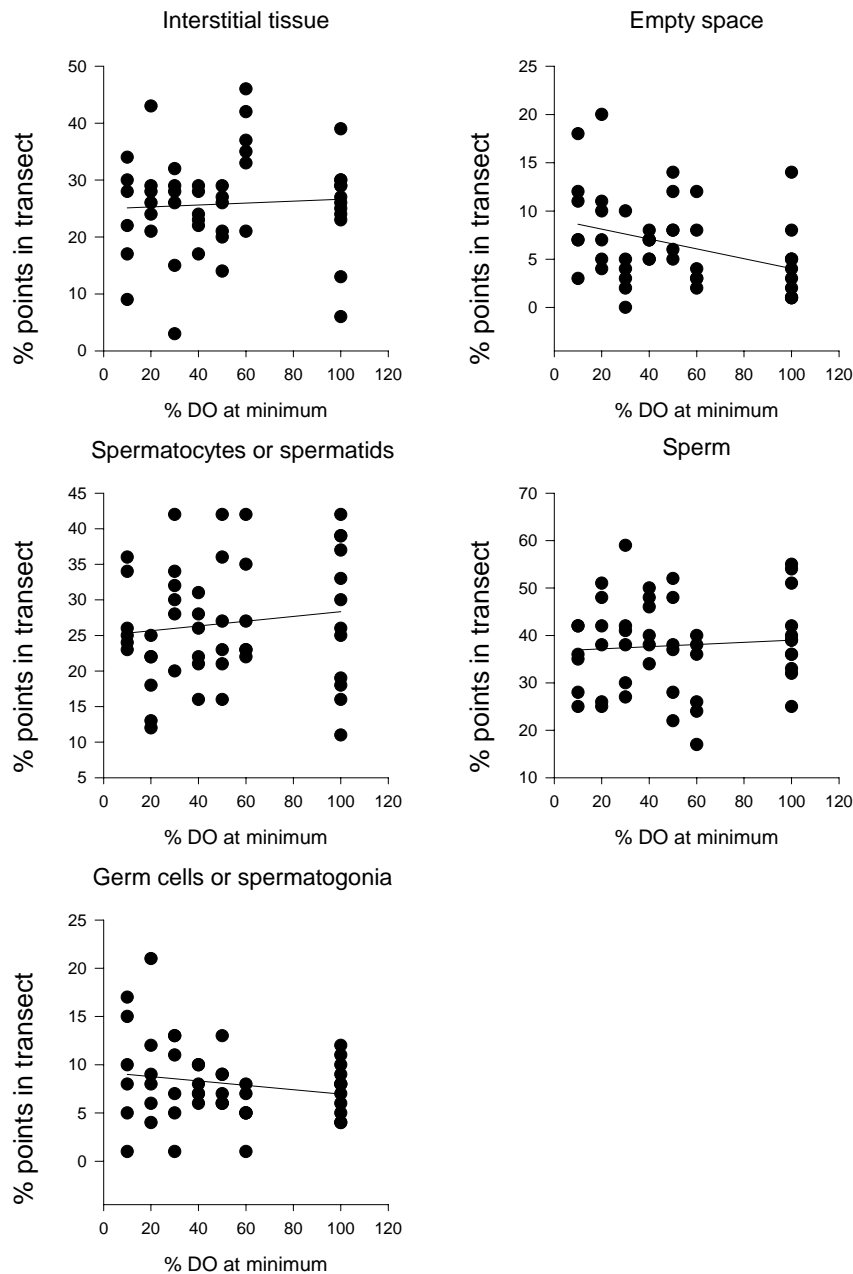 Interstitial tissue
50
40
30
20
10
0
% points in transect
0 20 40 60 80 100 120
% DO at minimum
Empty space
25
20
15
10
5
0
% points in transect
0 20 40 60 80 100 120
% DO at minimum
Spermatocytes or spermatids
45
40
35
30
25
20
15
10
5
% points in transect
0 20 40 60 80 100 120
% DO at minimum
Sperm
70
60
50
40
30
20
10
% points in transect
0 20 40 60 80 100 120
% DO at minimum
Germ cells or spermatogonia
25
20
15
10
5
0
% points in transect
0 20 40 60 80 100 120
% DO at minimum